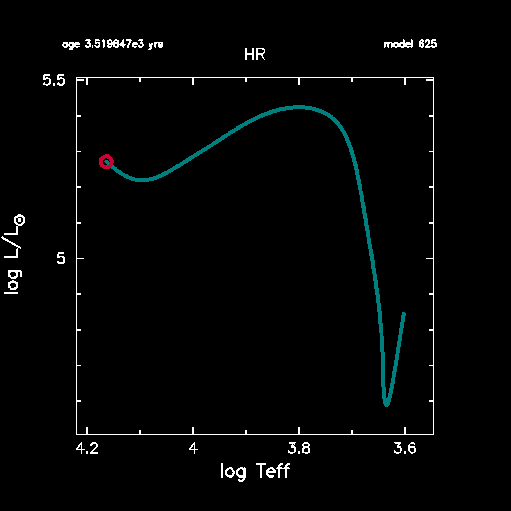 age 3.519847e3 yrs
model 625
HR
5.5
5
log L/L⊙
4.2 4 3.8 3.6
log Teff